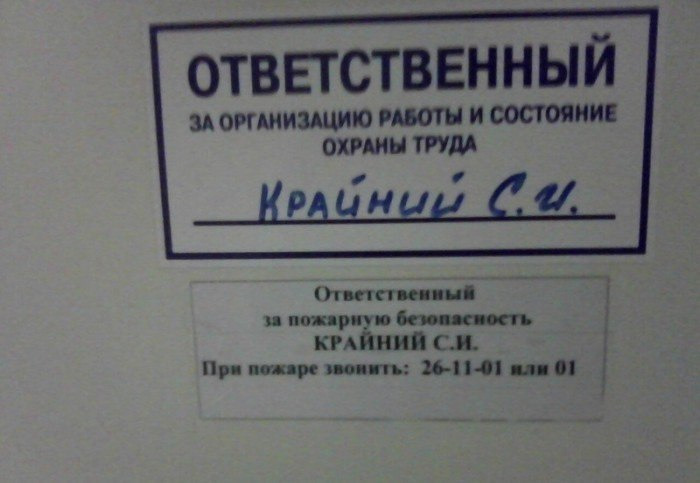 ОТВЕТСТВЕННЫЙ
ЗА ОРГАНИЗАЦИЮ РАБОТЫ И СОСТОЯНИЕ
ОХРАНЫ ТРУДА
КРАЙНИЙ С.И.
Ответственный
за пожарную безопасность
КРАЙНИЙ С.И.
При пожаре звонить: 26-11-01 или 01